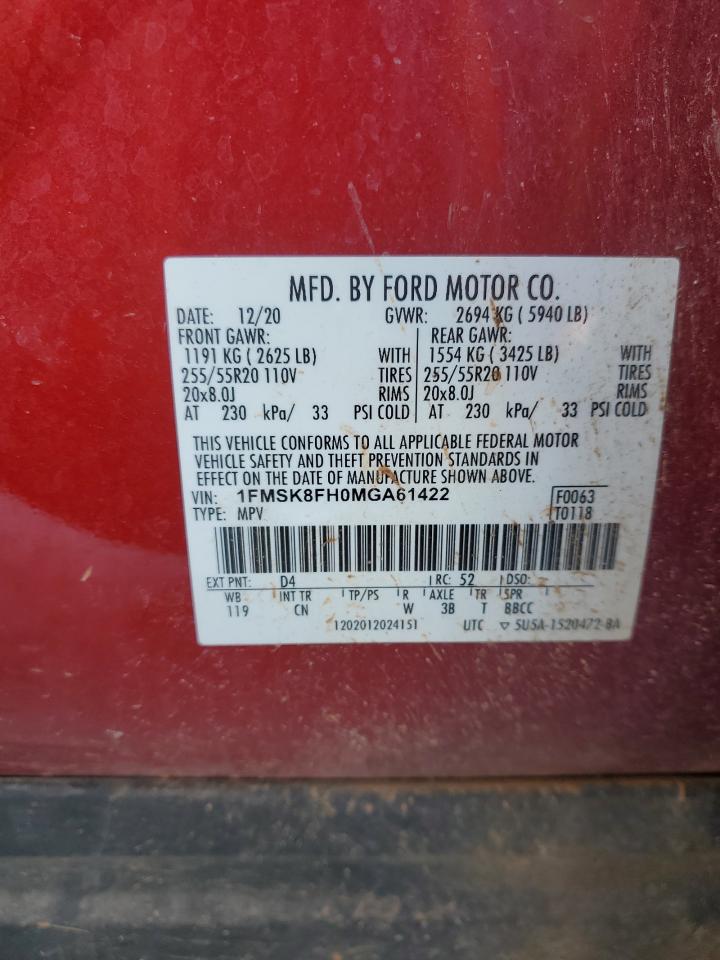 MFD. BY FORD MOTOR CO.
DATE: 12/20 GVWR: 2694 KG ( 5940 LB)
FRONT GAWR: REAR GAWR:
1191 KG ( 2625 LB) WITH 1554 KG ( 3425 LB) WITH
255/55R20 110V TIRES 255/55R20 110V TIRES
20x8.0J RIMS 20x8.0J RIMS
AT 230 kPa/ 33 PSI COLD AT 230 kPa/ 33 PSI COLD
THIS VEHICLE CONFORMS TO ALL APPLICABLE FEDERAL MOTOR
VEHICLE SAFETY AND THEFT PREVENTION STANDARDS IN
EFFECT ON THE DATE OF MANUFACTURE SHOWN ABOVE.
VIN: 1FMSK8FH0MGA61422 F0063
TYPE: MPV T0118
EXT PNT: D4 RC: 52 DSO:
WB INT TR TP/PS R AXLE TR SPR
119 CN W 3B T BBCC
1202012024151 UTC ▽ 5U5A-1520472-BA